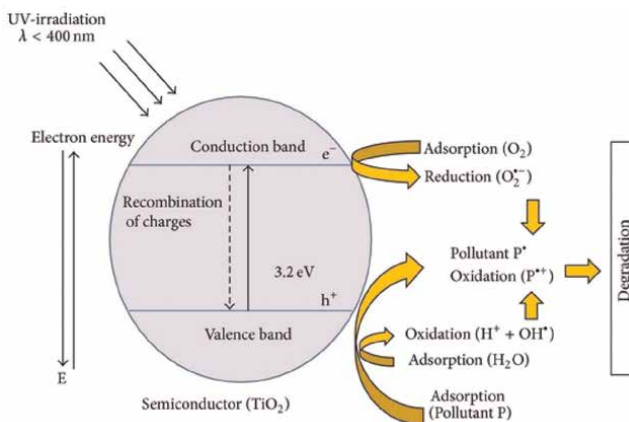 UV-irradiation
λ < 400 nm
Electron energy
Conduction band
e⁻
Adsorption (O₂)
Reduction (O₂•⁻)
Recombination
of charges
3.2 eV
Pollutant P•
Oxidation (P•⁺)
h⁺
Valence band
Oxidation (H⁺ + OH•)
Adsorption (H₂O)
E
Semiconductor (TiO₂)
Adsorption
(Pollutant P)
Degradation